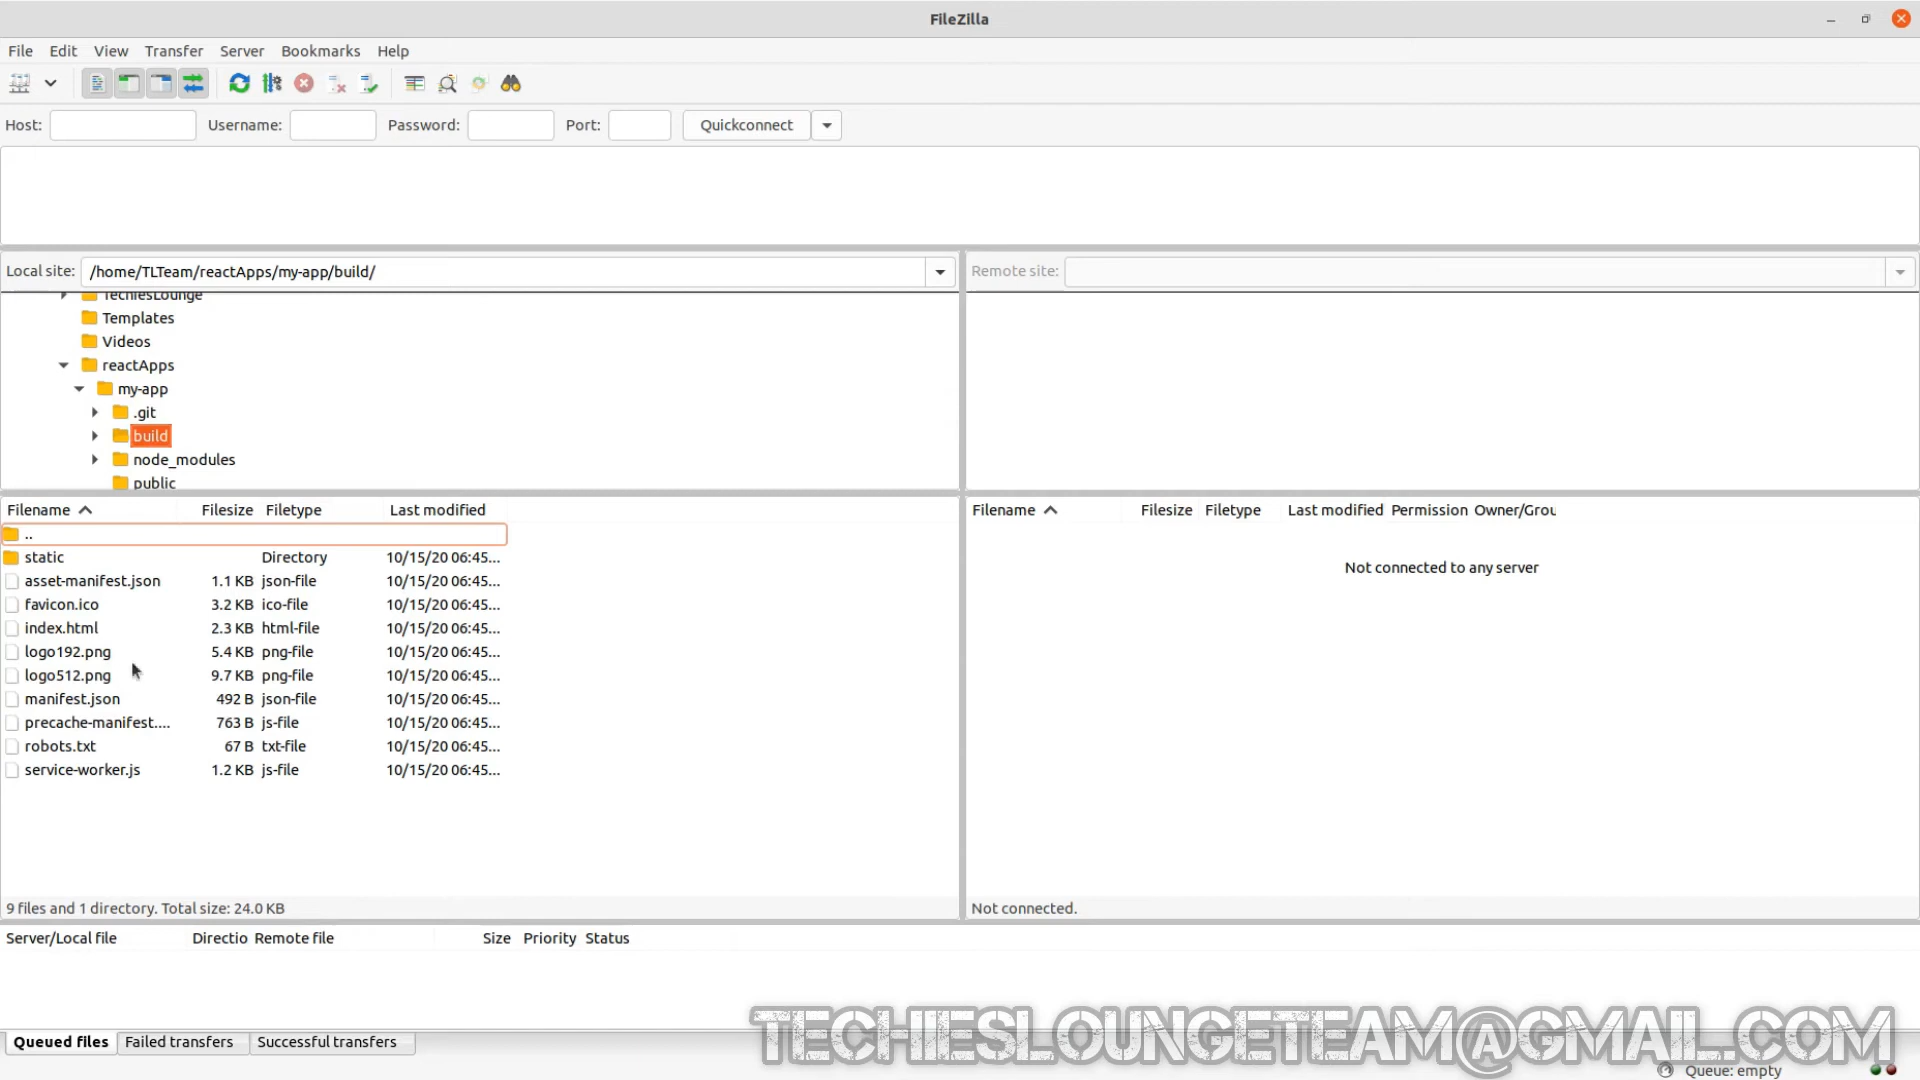 FileZilla
File Edit View Transfer Server Bookmarks Help
Host: Username: Password: Port: Quickconnect
Local site: /home/TLTeam/reactApps/my-app/build/
Remote site:
TechiesLounge
Templates
Videos
reactApps
my-app
.git
build
node_modules
public
Filename Filesize Filetype Last modified
..
static Directory 10/15/20 06:45...
asset-manifest.json 1.1 KB json-file 10/15/20 06:45...
favicon.ico 3.2 KB ico-file 10/15/20 06:45...
index.html 2.3 KB html-file 10/15/20 06:45...
logo192.png 5.4 KB png-file 10/15/20 06:45...
logo512.png 9.7 KB png-file 10/15/20 06:45...
manifest.json 492 B json-file 10/15/20 06:45...
precache-manifest.... 763 B js-file 10/15/20 06:45...
robots.txt 67 B txt-file 10/15/20 06:45...
service-worker.js 1.2 KB js-file 10/15/20 06:45...
9 files and 1 directory. Total size: 24.0 KB
Filename Filesize Filetype Last modified Permission Owner/Grou
Not connected to any server
Not connected.
Server/Local file Directio Remote file Size Priority Status
Queued files Failed transfers Successful transfers
TECHIESLOUNGETEAM@GMAIL.COM
Queue: empty